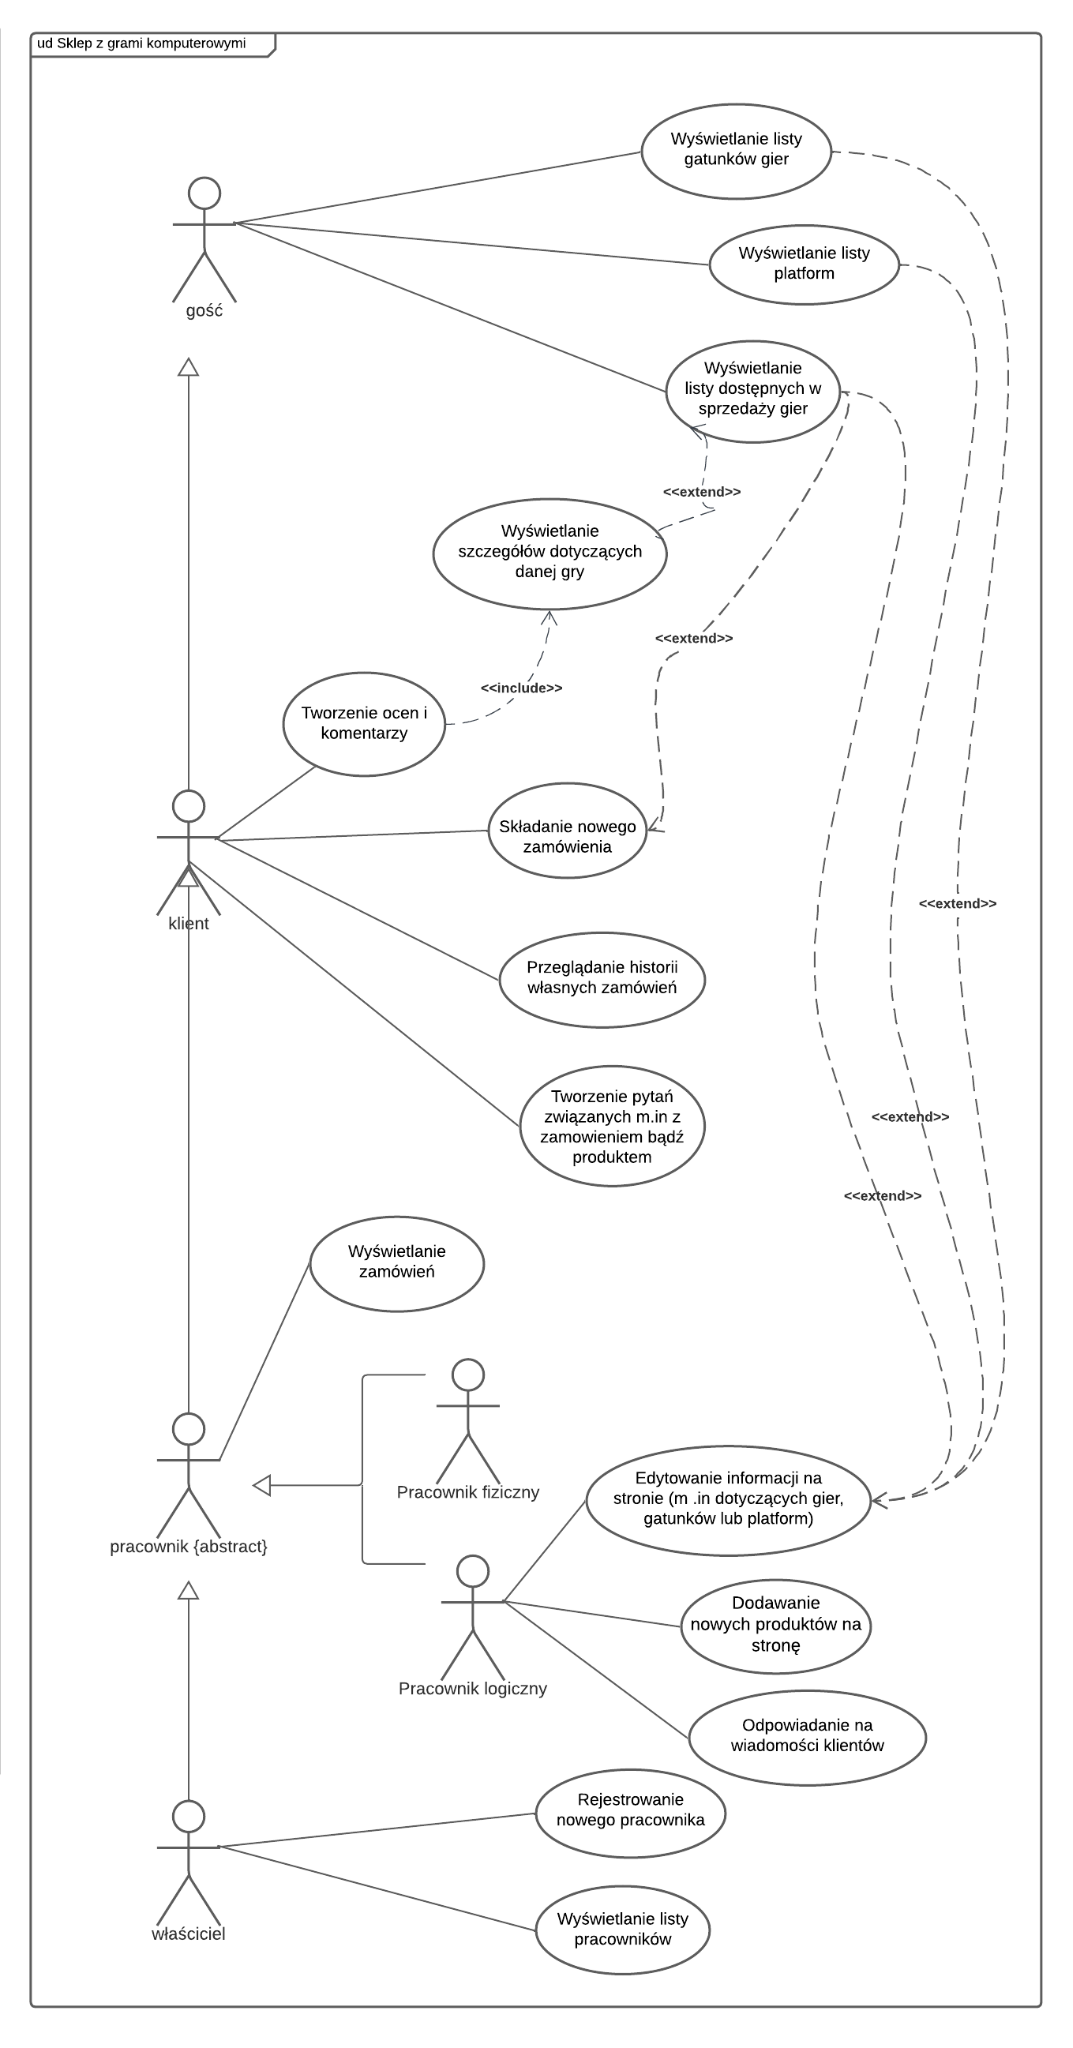 ud Sklep z grami komputerowymi
Wyświetlanie listy
gatunków gier
gość
Wyświetlanie listy
platform
Wyświetlanie
listy dostępnych w
sprzedaży gier
<<extend>>
Wyświetlanie
szczegółów dotyczących
danej gry
<<extend>>
<<include>>
Tworzenie ocen i
komentarzy
Składanie nowego
zamówienia
klient
<<extend>>
Przeglądanie historii
własnych zamówień
Tworzenie pytań
związanych m.in z
zamowieniem bądź
produktem
<<extend>>
<<extend>>
Wyświetlanie
zamówień
Pracownik fiziczny
pracownik {abstract}
Edytowanie informacji na
stronie (m .in dotyczących gier,
gatunków lub platform)
Dodawanie
nowych produktów na
stronę
Pracownik logiczny
Odpowiadanie na
wiadomości klientów
Rejestrowanie
nowego pracownika
właściciel
Wyświetlanie listy
pracowników